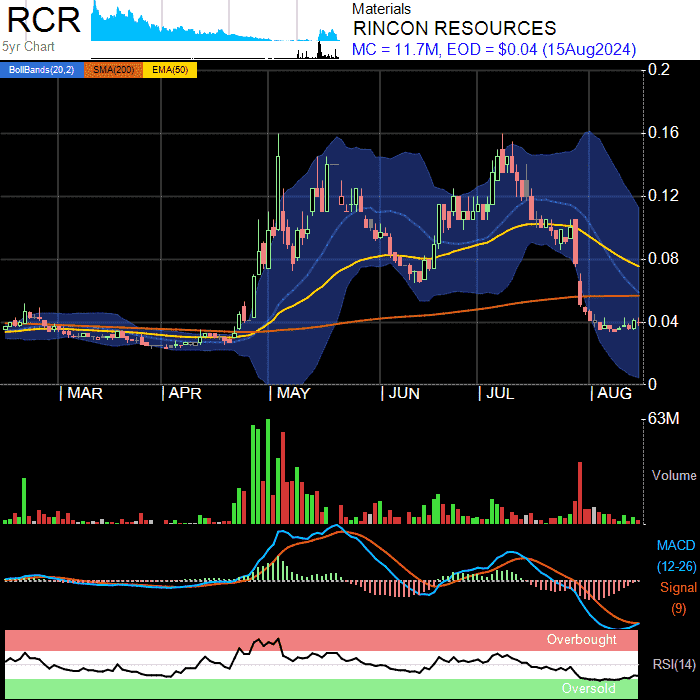 RCR
5yr Chart
Materials
RINCON RESOURCES
MC = 11.7M, EOD = $0.04 (15Aug2024)
BollBands(20,2) SMA(200) EMA(50)
0.2
0.16
0.12
0.08
0.04
0
MAR APR MAY JUN JUL AUG
63M
Volume
MACD
(12-26)
Signal
(9)
Overbought
RSI(14)
Oversold